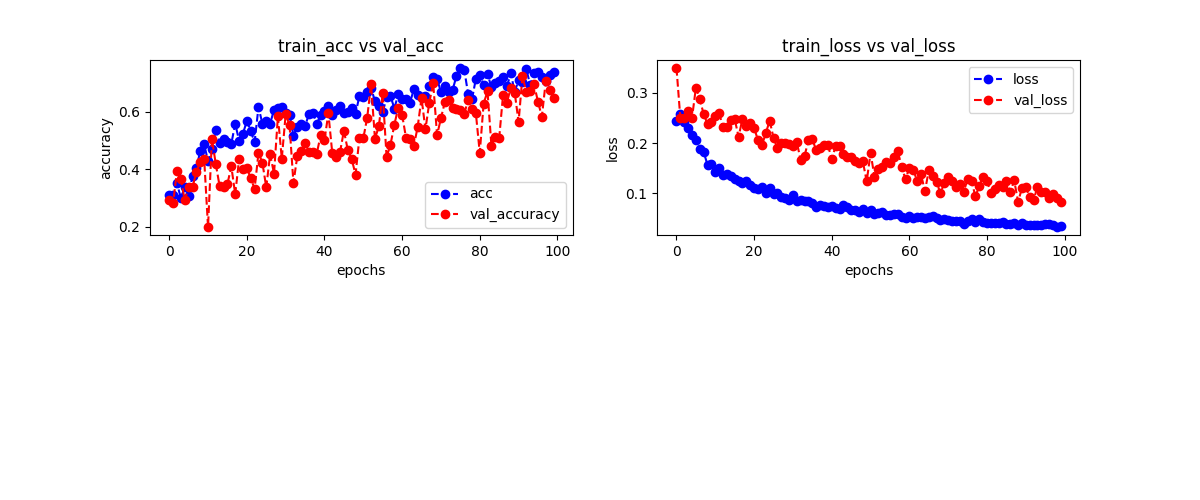 train_acc vs val_acc
accuracy
0.6
0.4
0.2
acc
val_accuracy
0 20 40 60 80 100
epochs
train_loss vs val_loss
loss
0.3
0.2
0.1
loss
val_loss
0 20 40 60 80 100
epochs